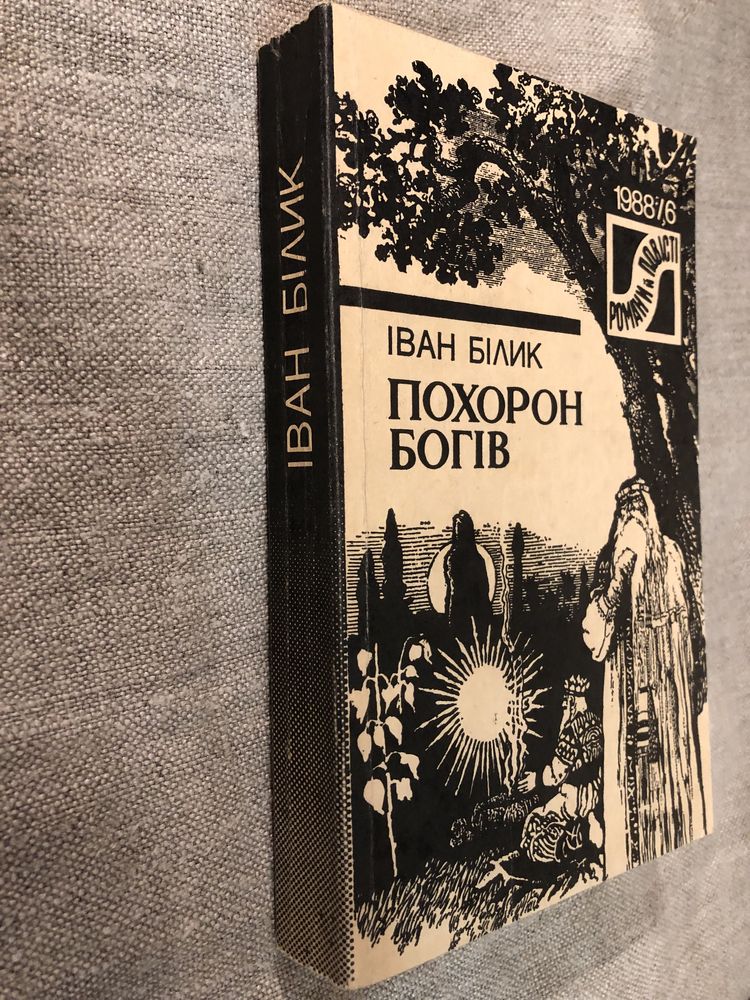 ІВАН БІЛИК
1988/6
РОМАНИ й ПОВІСТІ
ІВАН БІЛИК
ПОХОРОН
БОГІВ